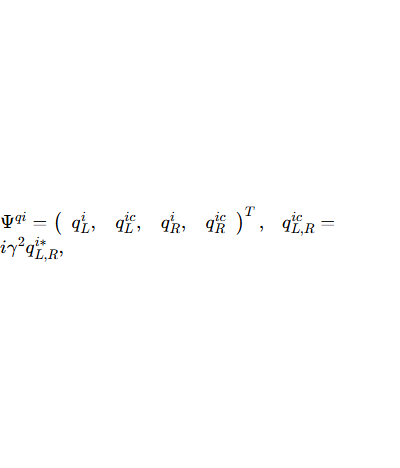 Ψ^{qi} = ( q_L^i, q_L^{ic}, q_R^i, q_R^{ic} )^T, q_{L,R}^{ic} =
iγ^2 q_{L,R}^{i*},